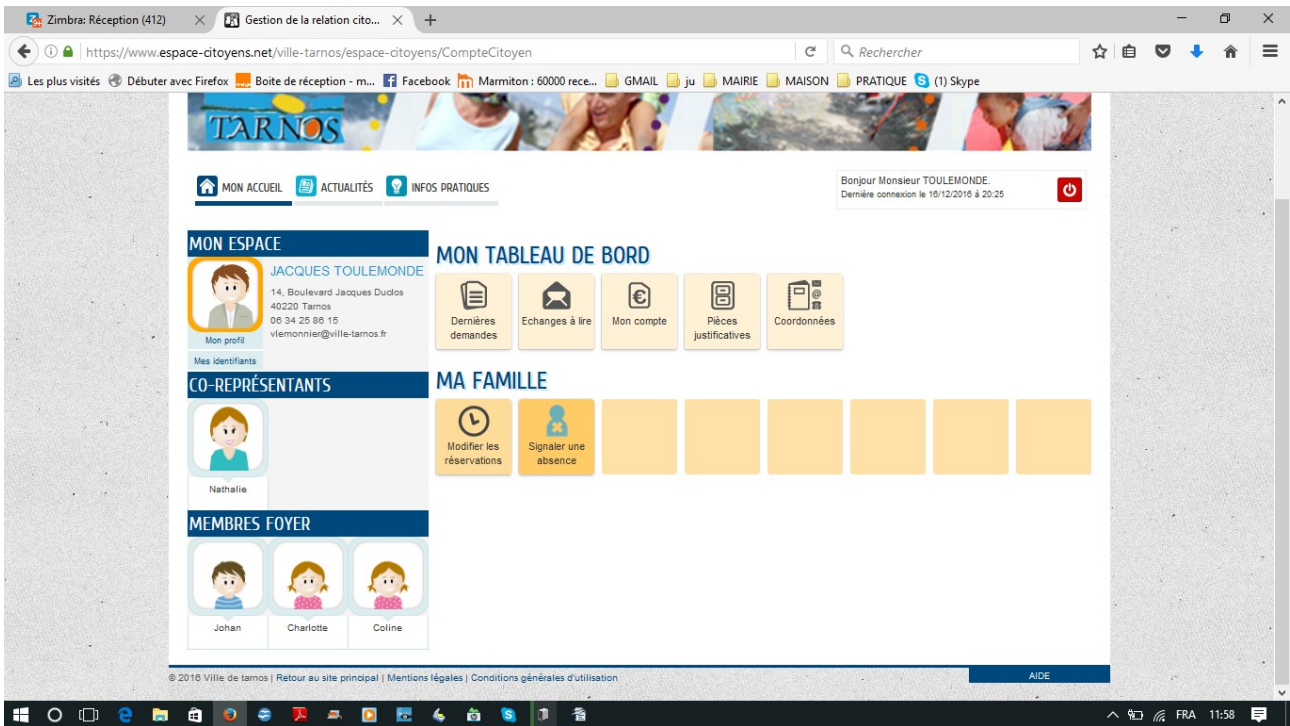 Zimbra: Réception (412)
Gestion de la relation cito...
https://www.espace-citoyens.net/ville-tarnos/espace-citoyens/CompteCitoyen
Rechercher
Les plus visités
Débuter avec Firefox
Boite de réception - m...
Facebook
Marmiton : 60000 rece...
GMAIL
ju
MAIRIE
MAISON
PRATIQUE
(1) Skype
TARNOS
MON ACCUEIL
ACTUALITÉS
INFOS PRATIQUES
Bonjour Monsieur TOULEMONDE.
Dernière connexion le 16/12/2016 à 20:25
MON ESPACE
JACQUES TOULEMONDE
14, Boulevard Jacques Duclos
40220 Tarnos
06 34 25 86 15
vlemonnier@ville-tarnos.fr
Mon profil
Mes identifiants
CO-REPRÉSENTANTS
Nathalie
MEMBRES FOYER
Johan
Charlotte
Coline
MON TABLEAU DE BORD
Dernières
demandes
Echanges à lire
Mon compte
Pièces
justificatives
Coordonnées
MA FAMILLE
Modifier les
réservations
Signaler une
absence
© 2016 Ville de tarnos | Retour au site principal | Mentions légales | Conditions générales d'utilisation
AIDE
FRA
11:58